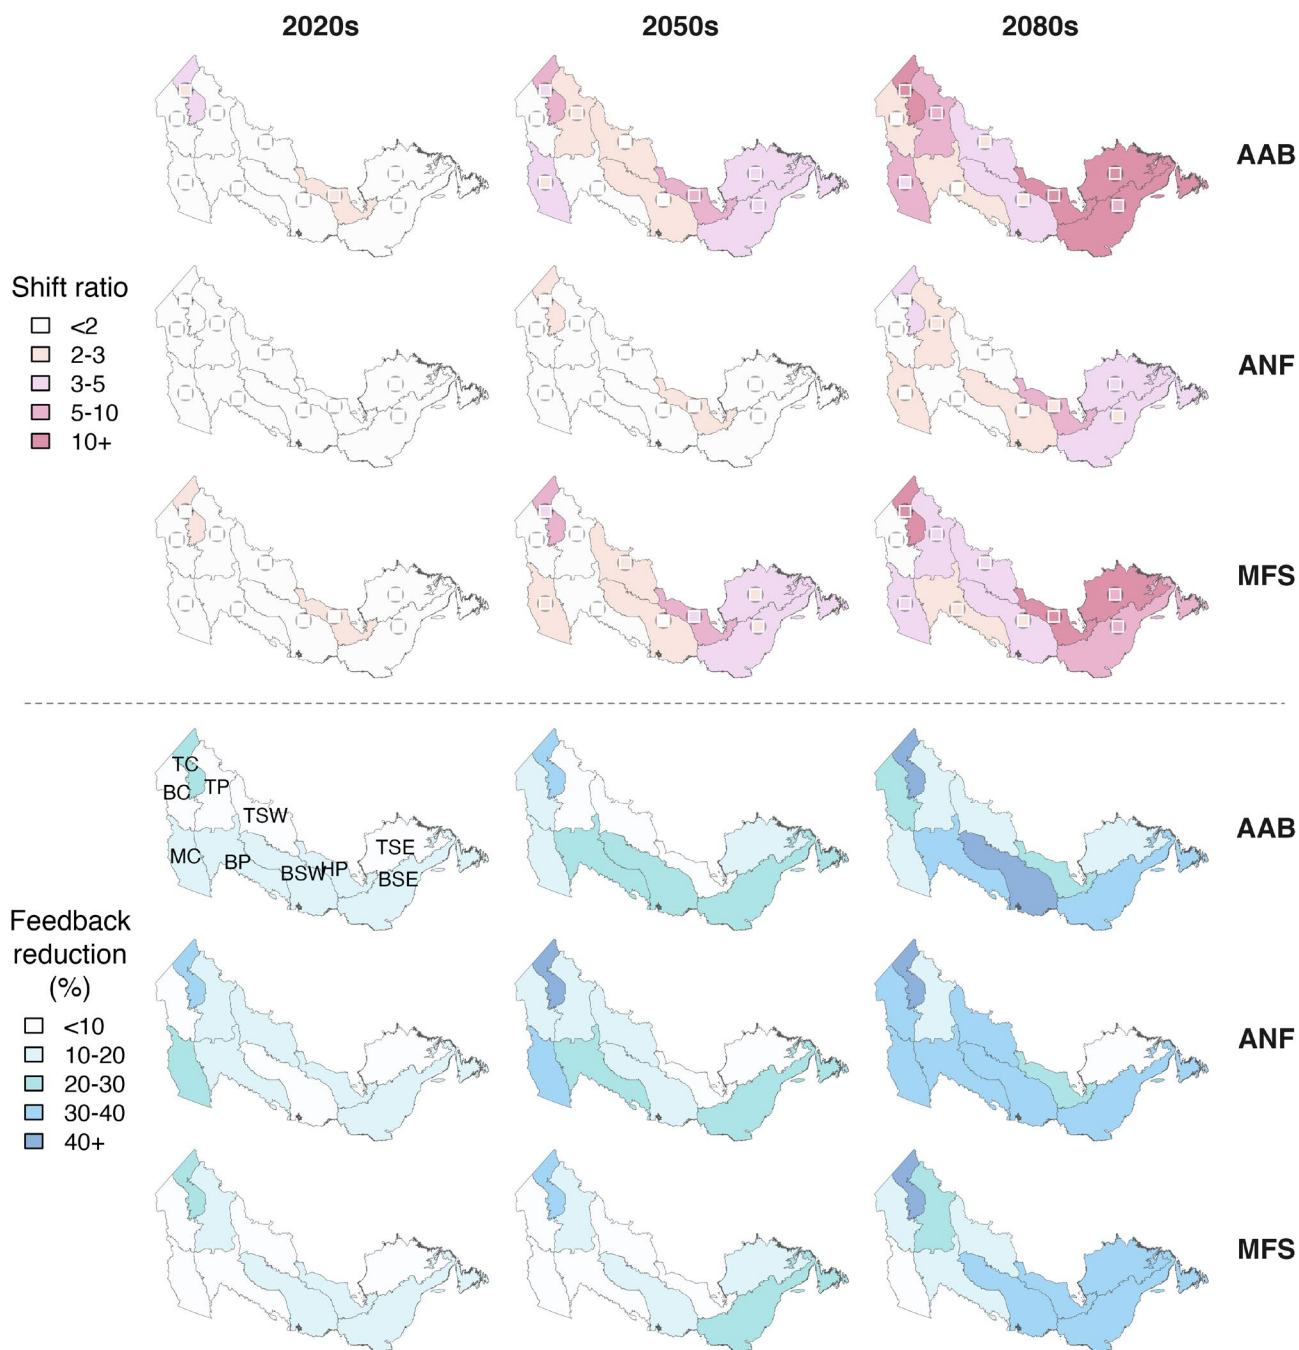 2020s 2050s 2080s
AAB
Shift ratio
<2
2-3
3-5
5-10
10+
ANF
MFS
TC
BC TP
TSW
MC BP BSW HP TSE
BSE
AAB
Feedback
reduction
(%)
<10
10-20
20-30
30-40
40+
ANF
MFS